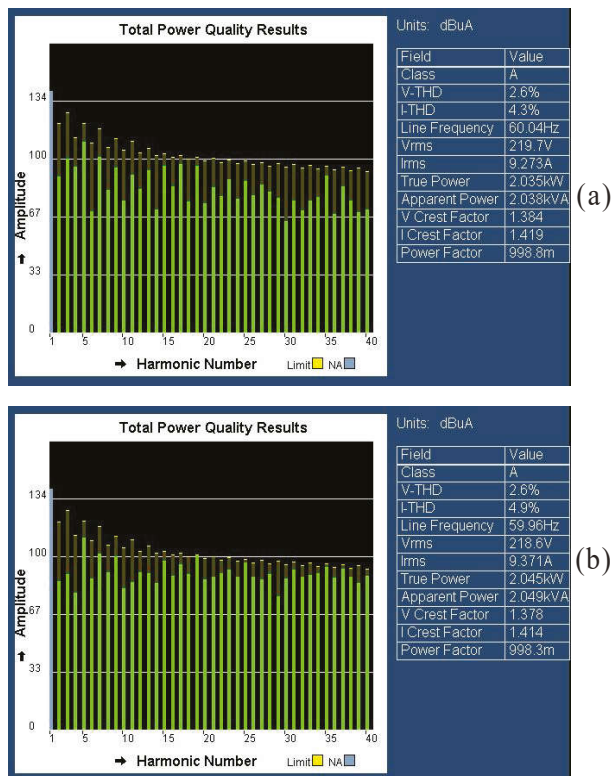 Total Power Quality Results
Units: dBuA
134
100
67
33
0
Amplitude
1 5 10 15 20 25 30 35 40
Harmonic Number
Limit NA
Field Value
Class A
V-THD 2.6%
I-THD 4.3%
Line Frequency 60.04Hz
Vrms 219.7V
Irms 9.273A
True Power 2.035kW
Apparent Power 2.038kVA
V Crest Factor 1.384
I Crest Factor 1.419
Power Factor 998.8m
(a)
Total Power Quality Results
Units: dBuA
134
100
67
33
0
Amplitude
1 5 10 15 20 25 30 35 40
Harmonic Number
Limit NA
Field Value
Class A
V-THD 2.6%
I-THD 4.9%
Line Frequency 59.96Hz
Vrms 218.6V
Irms 9.371A
True Power 2.045kW
Apparent Power 2.049kVA
V Crest Factor 1.378
I Crest Factor 1.414
Power Factor 998.3m
(b)